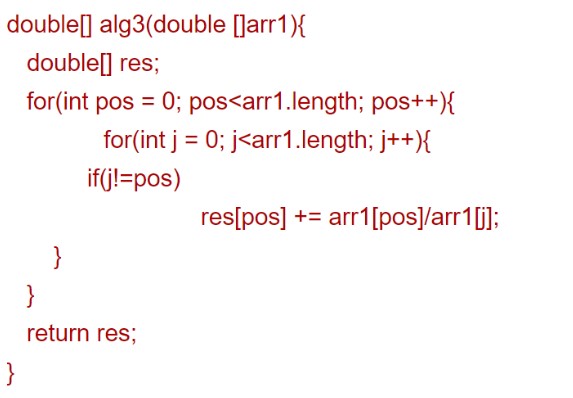 double[] alg3(double []arr1){
double[] res;
for(int pos = 0; pos<arr1.length; pos++){
for(int j = 0; j<arr1.length; j++){
if(j!=pos)
res[pos] += arr1[pos]/arr1[j];
}
}
return res;
}